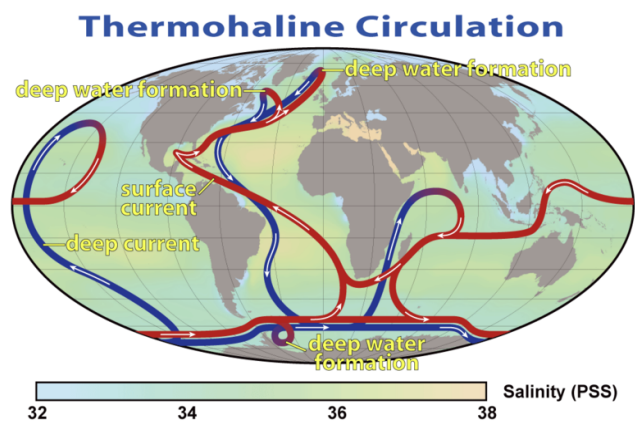 Thermohaline Circulation
deep water formation
deep water formation
surface
current
deep current
deep water
formation
Salinity (PSS)
32 34 36 38